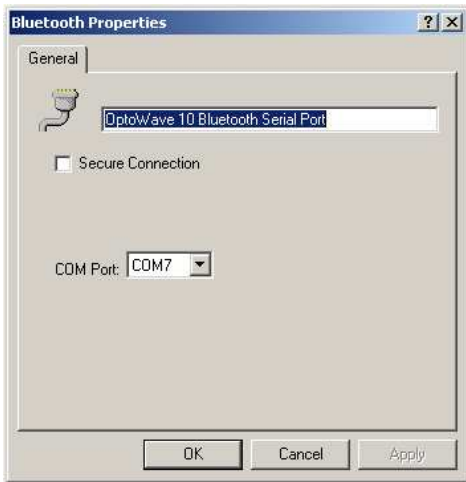 Bluetooth Properties
General
OptoWave 10 Bluetooth Serial Port
Secure Connection
COM Port: COM7
OK Cancel Apply